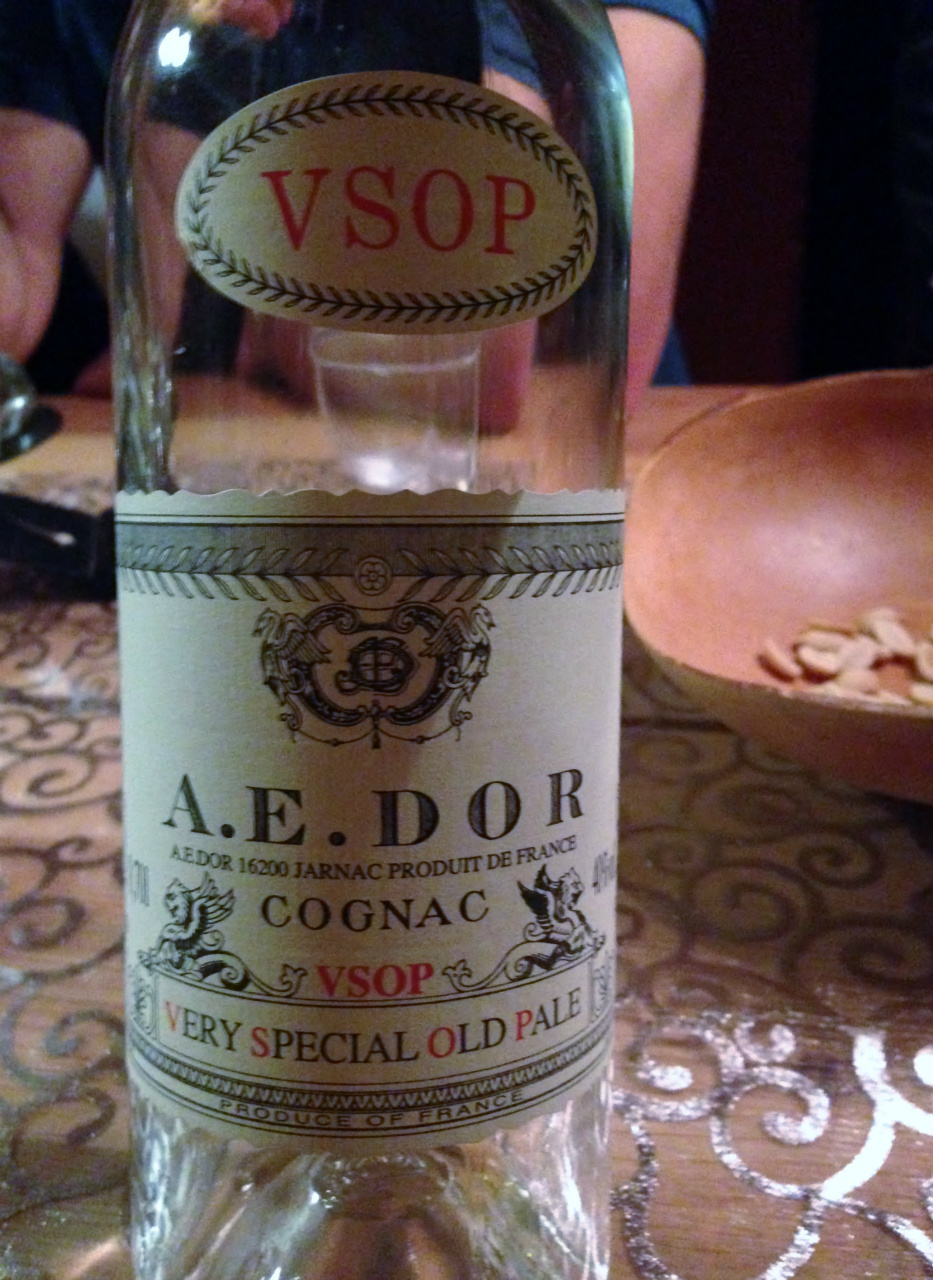 VSOP
A.E.DOR
A.E.DOR 16200 JARNAC PRODUIT DE FRANCE
COGNAC
VSOP
VERY SPECIAL OLD PALE
PRODUCE OF FRANCE